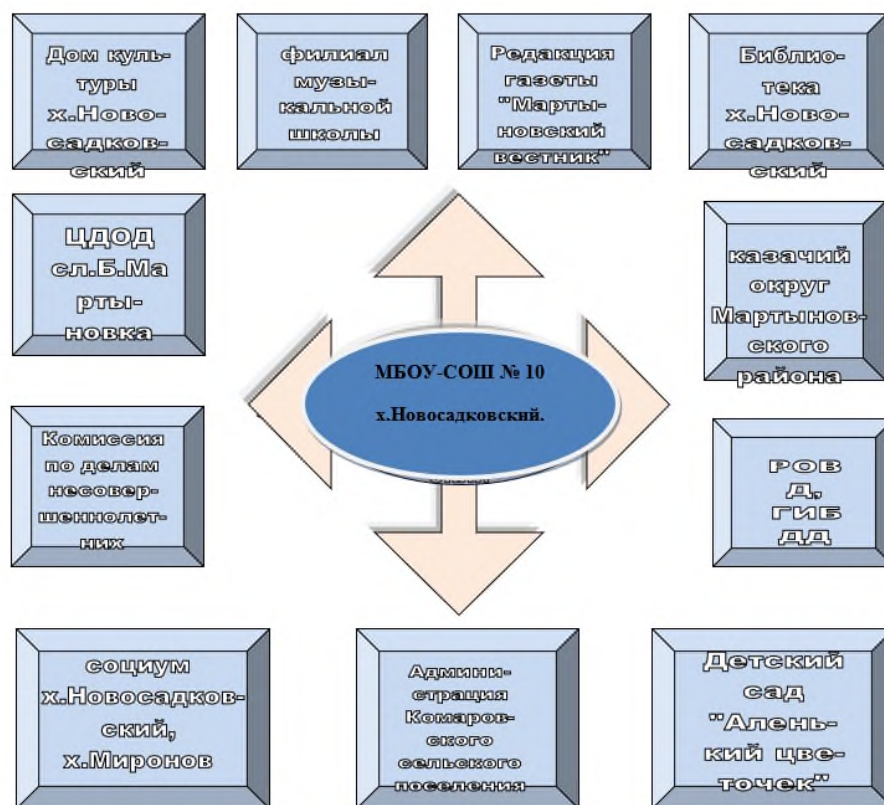 Дом куль-
туры
х.Ново-
садков-
ский
филиал
музы-
кальной
школы
Редакция
газеты
"Марты-
новский
вестник"
Библио-
тека
х.Ново-
садков-
ский
ЦДОД
сл.Б.Ма
рты-
новка
казачий
округ
Мартынов-
ского
района
МБОУ-СОШ № 10
х.Новосадковский.
Комиссия
по делам
несовер-
шеннолет-
них
РОВ
Д,
ГИБ
ДД
социум
х.Новосадков-
ский,
х.Миронов
Админи-
страция
Комаров-
ского
сельского
поселения
Детский
сад
"Алень-
кий цве-
точек"